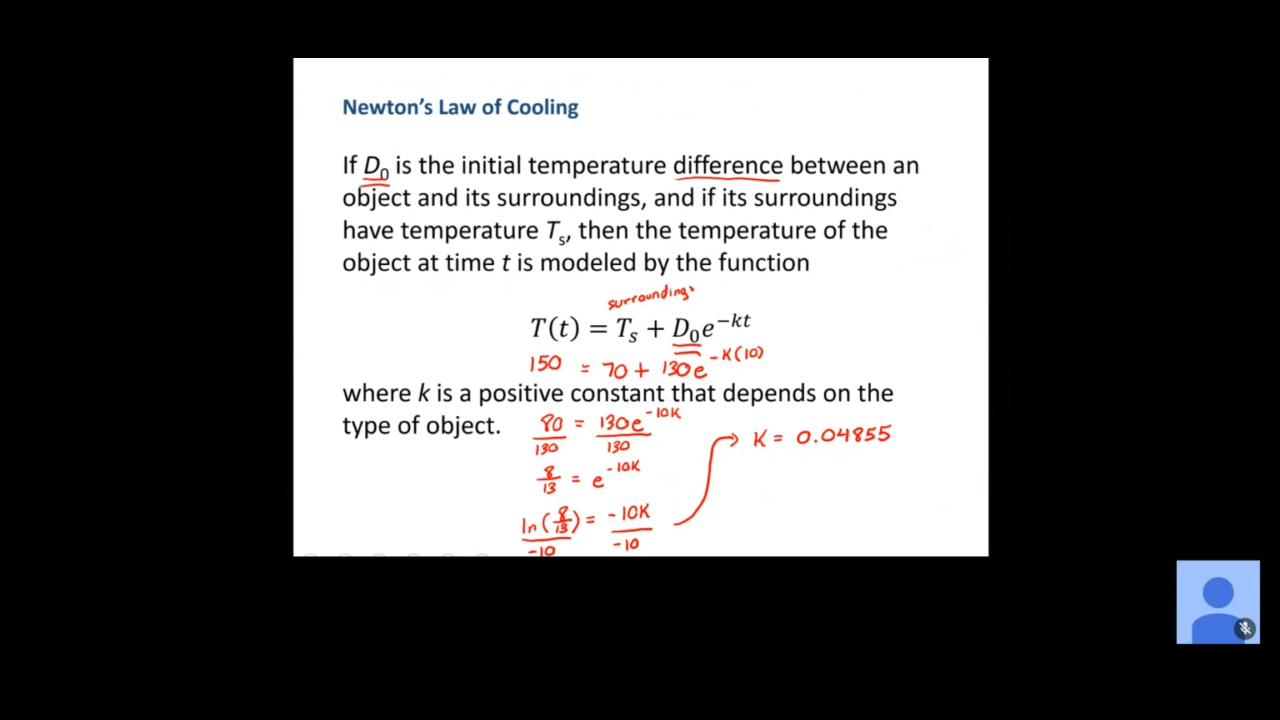 Newton's Law of Cooling
If D₀ is the initial temperature difference between an
object and its surroundings, and if its surroundings
have temperature Tₛ, then the temperature of the
object at time t is modeled by the function
surroundings
T(t) = Tₛ + D₀e^−kt
150 = 70 + 130e^-K(10)
where k is a positive constant that depends on the
type of object.
80/130 = 130e^-10K/130
K = 0.04855
8/13 = e^-10K
ln(8/13)/-10 = -10K/-10